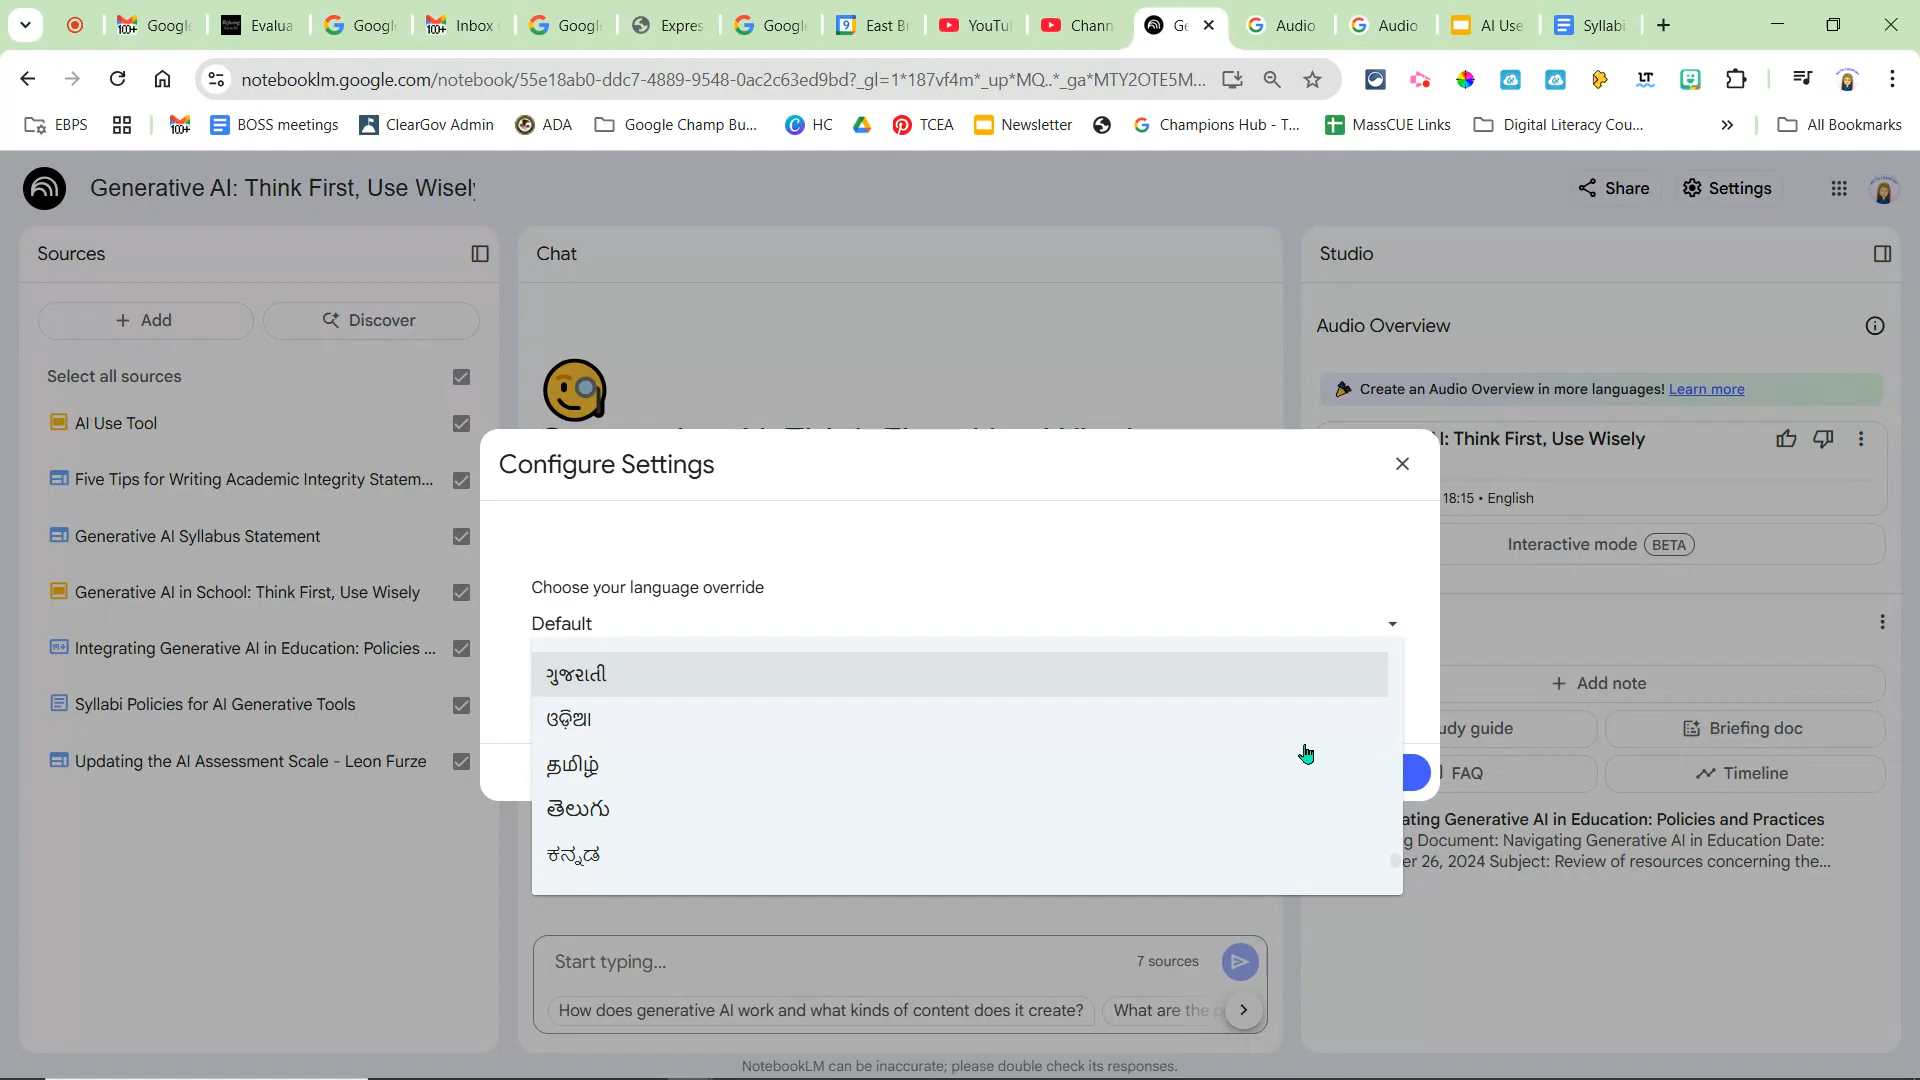 Google
Evalua
Google
Inbox
Google
Expres
Google
East B
YouTu
Chann
Ge
Audio
Audio
AI Use
Syllabi
notebooklm.google.com/notebook/55e18ab0-ddc7-4889-9548-0ac2c63ed9bd?_gl=1*187vf4m*_up*MQ..*_ga*MTY2OTE5M...
EBPS
BOSS meetings
ClearGov Admin
ADA
Google Champ Bu...
HC
TCEA
Newsletter
Champions Hub - T...
MassCUE Links
Digital Literacy Cou...
All Bookmarks
Generative AI: Think First, Use Wisely
Share
Settings
Sources
Chat
Studio
Add
Discover
Audio Overview
Select all sources
Create an Audio Overview in more languages! Learn more
AI Use Tool
I: Think First, Use Wisely
Configure Settings
Five Tips for Writing Academic Integrity Statem...
18:15 • English
Generative AI Syllabus Statement
Interactive mode BETA
Choose your language override
Generative AI in School: Think First, Use Wisely
Default
Integrating Generative AI in Education: Policies ...
ગુજરાતી
Add note
Syllabi Policies for AI Generative Tools
ଓଡ଼ିଆ
udy guide
Briefing doc
Updating the AI Assessment Scale - Leon Furze
தமிழ்
FAQ
Timeline
తెలుగు
ating Generative AI in Education: Policies and Practices
g Document: Navigating Generative AI in Education Date:
ಕನ್ನಡ
er 26, 2024 Subject: Review of resources concerning the...
Start typing...
7 sources
How does generative AI work and what kinds of content does it create?
What are the p
NotebookLM can be inaccurate; please double check its responses.